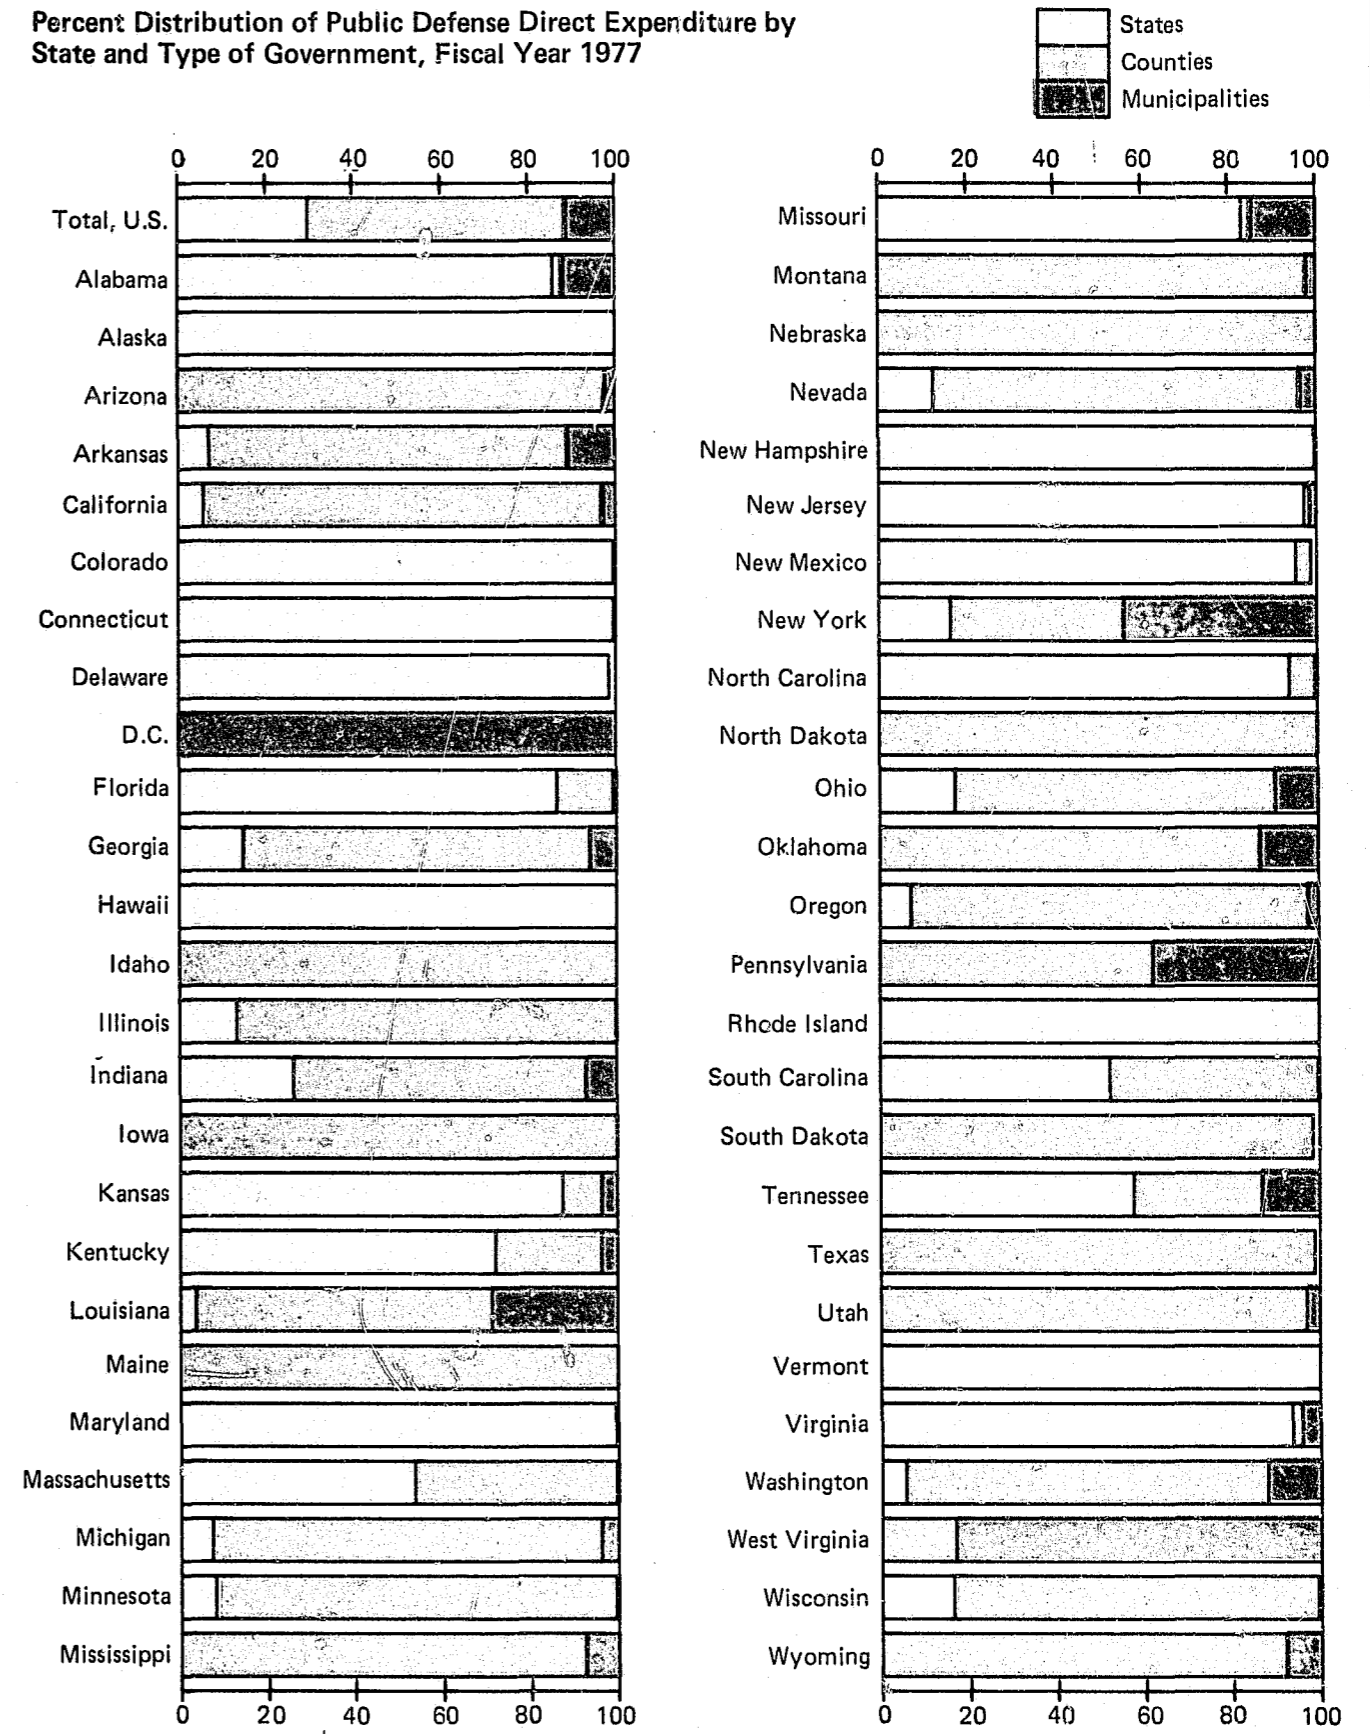 Percent Distribution of Public Defense Direct Expenditure by
State and Type of Government, Fiscal Year 1977
States
Counties
Municipalities
0 20 40 60 80 100
Total, U.S.
Alabama
Alaska
Arizona
Arkansas
California
Colorado
Connecticut
Delaware
D.C.
Florida
Georgia
Hawaii
Idaho
Illinois
Indiana
Iowa
Kansas
Kentucky
Louisiana
Maine
Maryland
Massachusetts
Michigan
Minnesota
Mississippi
0 20 40 60 80 100
0 20 40 60 80 100
Missouri
Montana
Nebraska
Nevada
New Hampshire
New Jersey
New Mexico
New York
North Carolina
North Dakota
Ohio
Oklahoma
Oregon
Pennsylvania
Rhode Island
South Carolina
South Dakota
Tennessee
Texas
Utah
Vermont
Virginia
Washington
West Virginia
Wisconsin
Wyoming
0 20 40 60 80 100